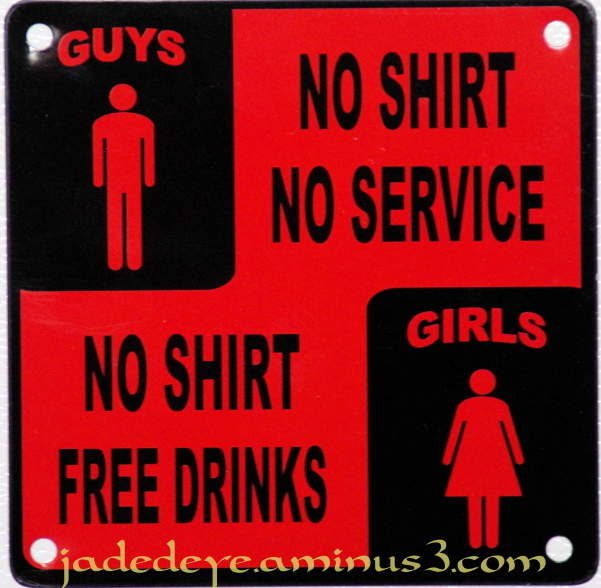 GUYS
NO SHIRT
NO SERVICE
NO SHIRT
FREE DRINKS
GIRLS
jadedeye.aminus3.com